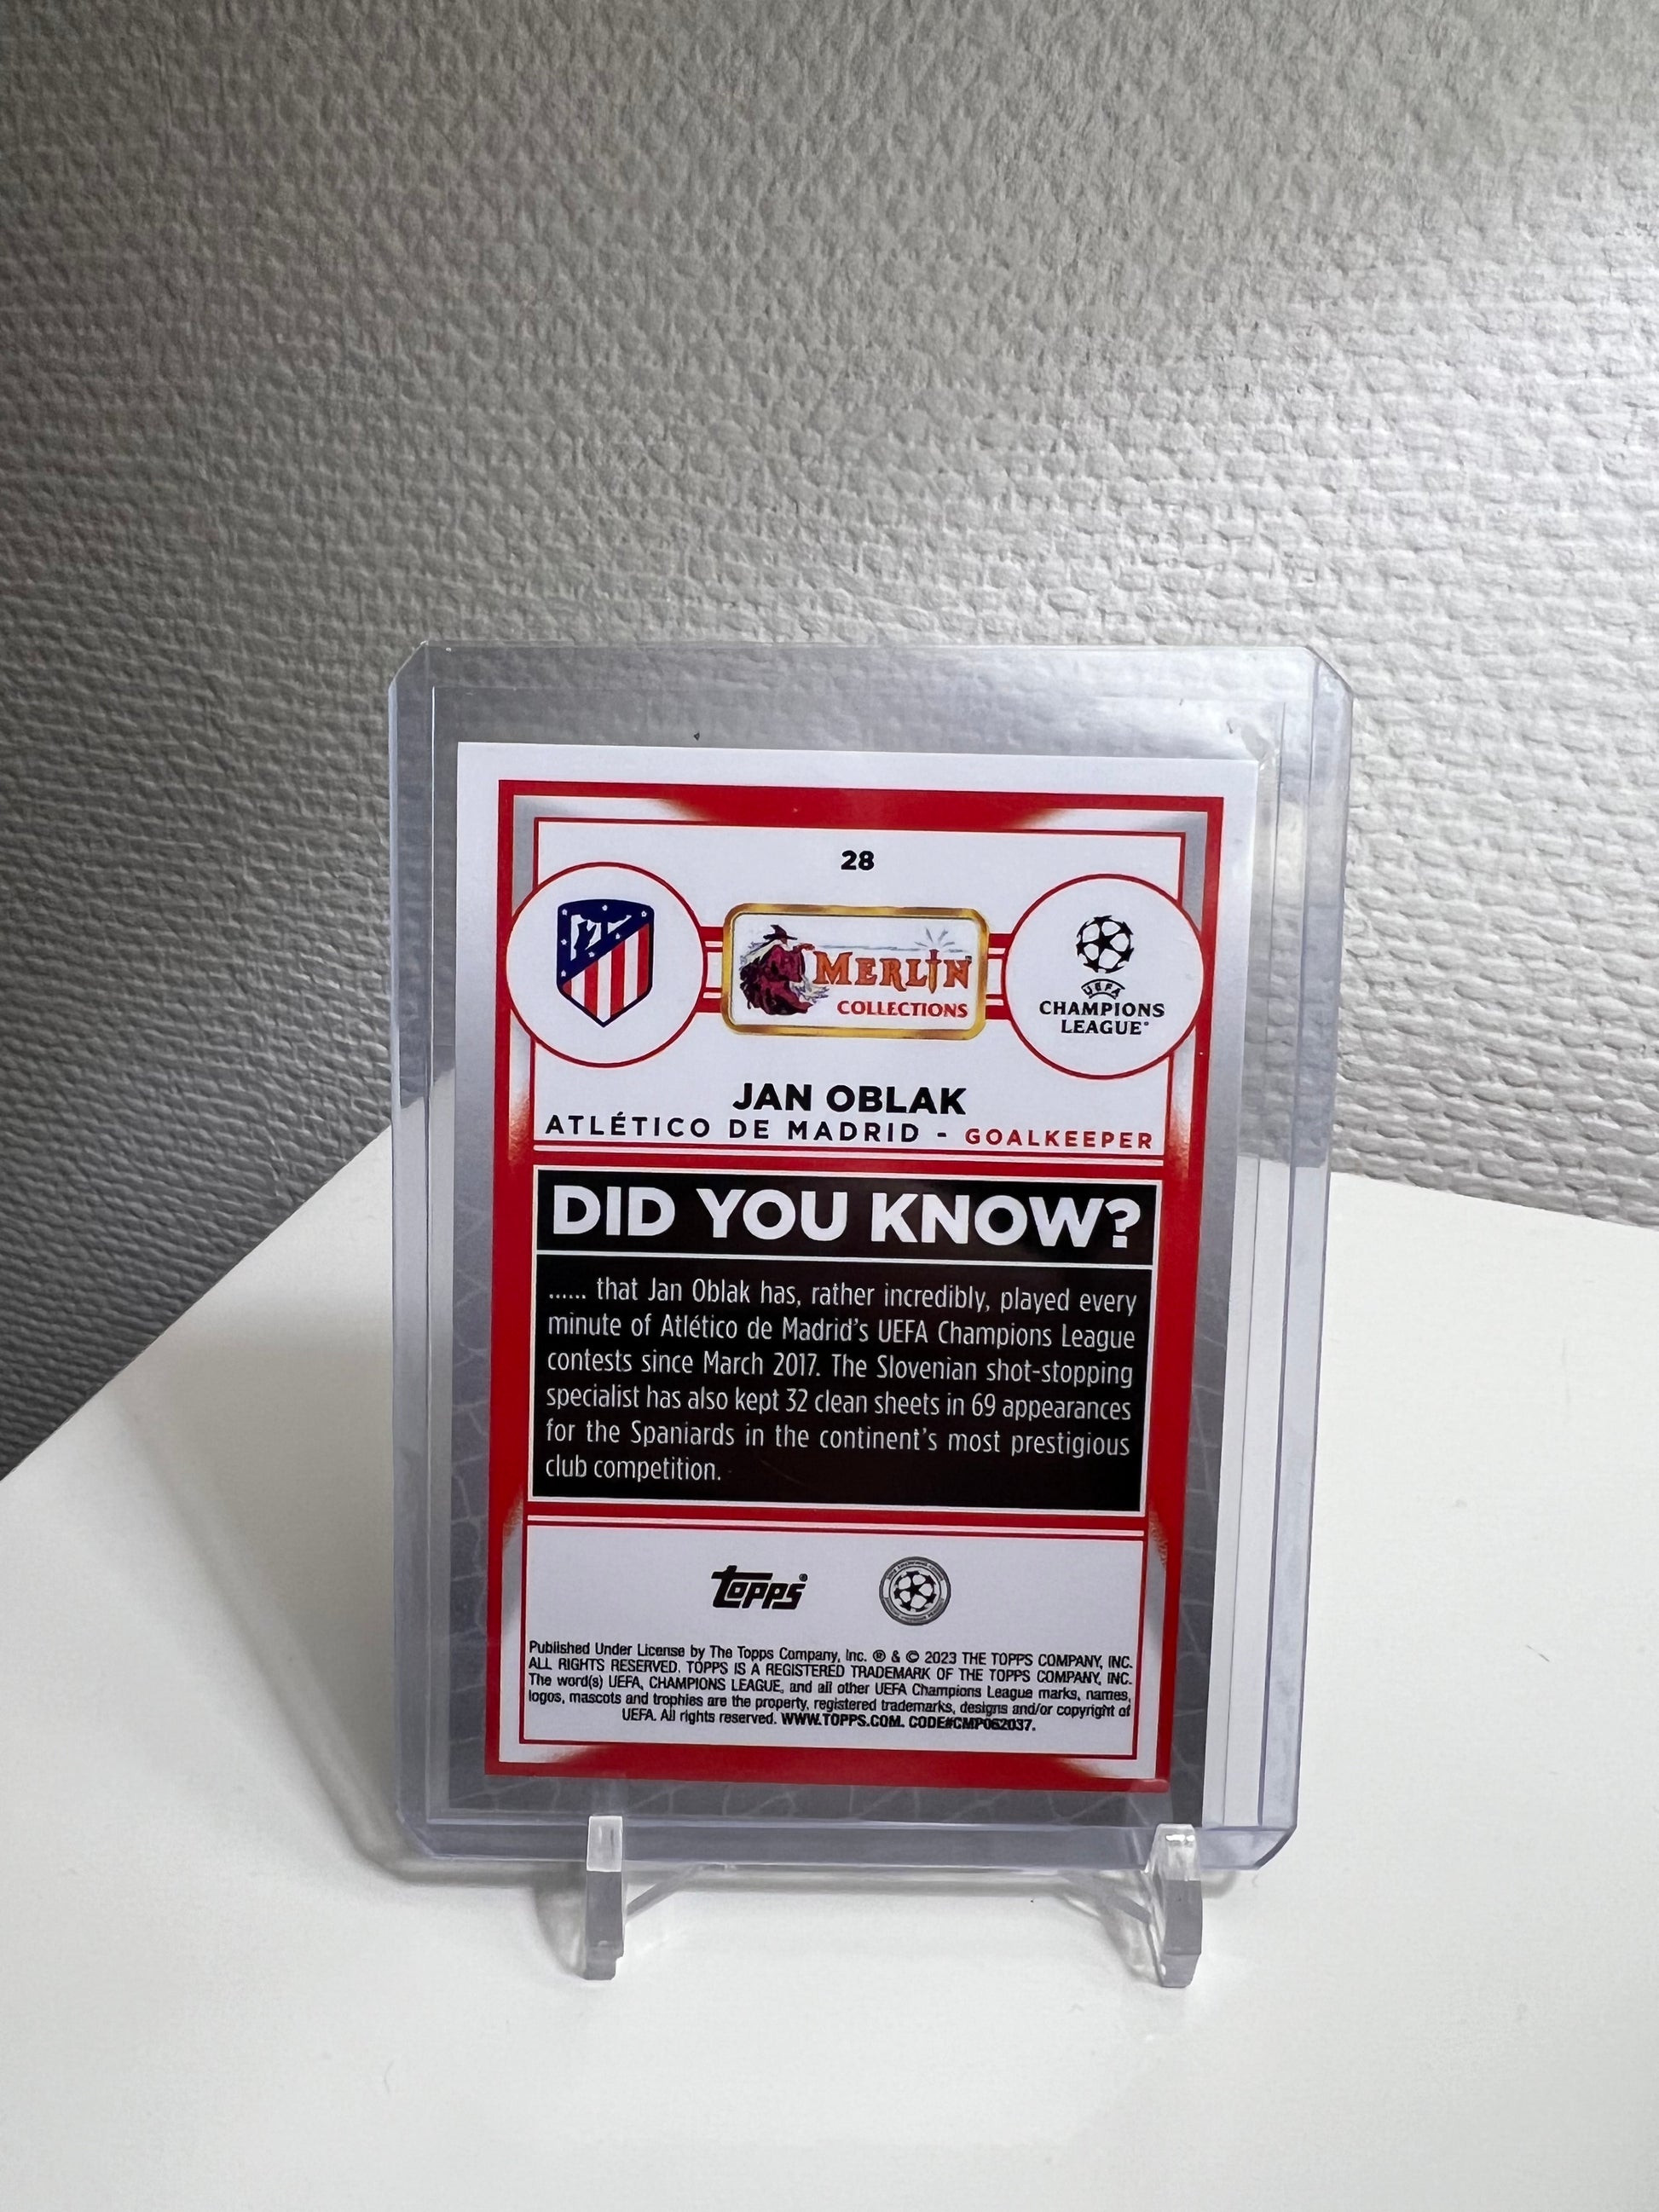 28
MERLIN
COLLECTIONS
UEFA
CHAMPIONS
LEAGUE®
JAN OBLAK
ATLÉTICO DE MADRID - GOALKEEPER
DID YOU KNOW?
...... that Jan Oblak has, rather incredibly, played every
minute of Atlético de Madrid's UEFA Champions League
contests since March 2017. The Slovenian shot-stopping
specialist has also kept 32 clean sheets in 69 appearances
for the Spaniards in the continent's most prestigious
club competition.
topps®
Published Under License by The Topps Company, Inc. ® & © 2023 THE TOPPS COMPANY, INC.
ALL RIGHTS RESERVED. TOPPS IS A REGISTERED TRADEMARK OF THE TOPPS COMPANY, INC.
The word(s) UEFA, CHAMPIONS LEAGUE, and all other UEFA Champions League marks, names,
logos, mascots and trophies are the property, registered trademarks, designs and/or copyright of
UEFA. All rights reserved. WWW.TOPPS.COM. CODE#CMP062037.